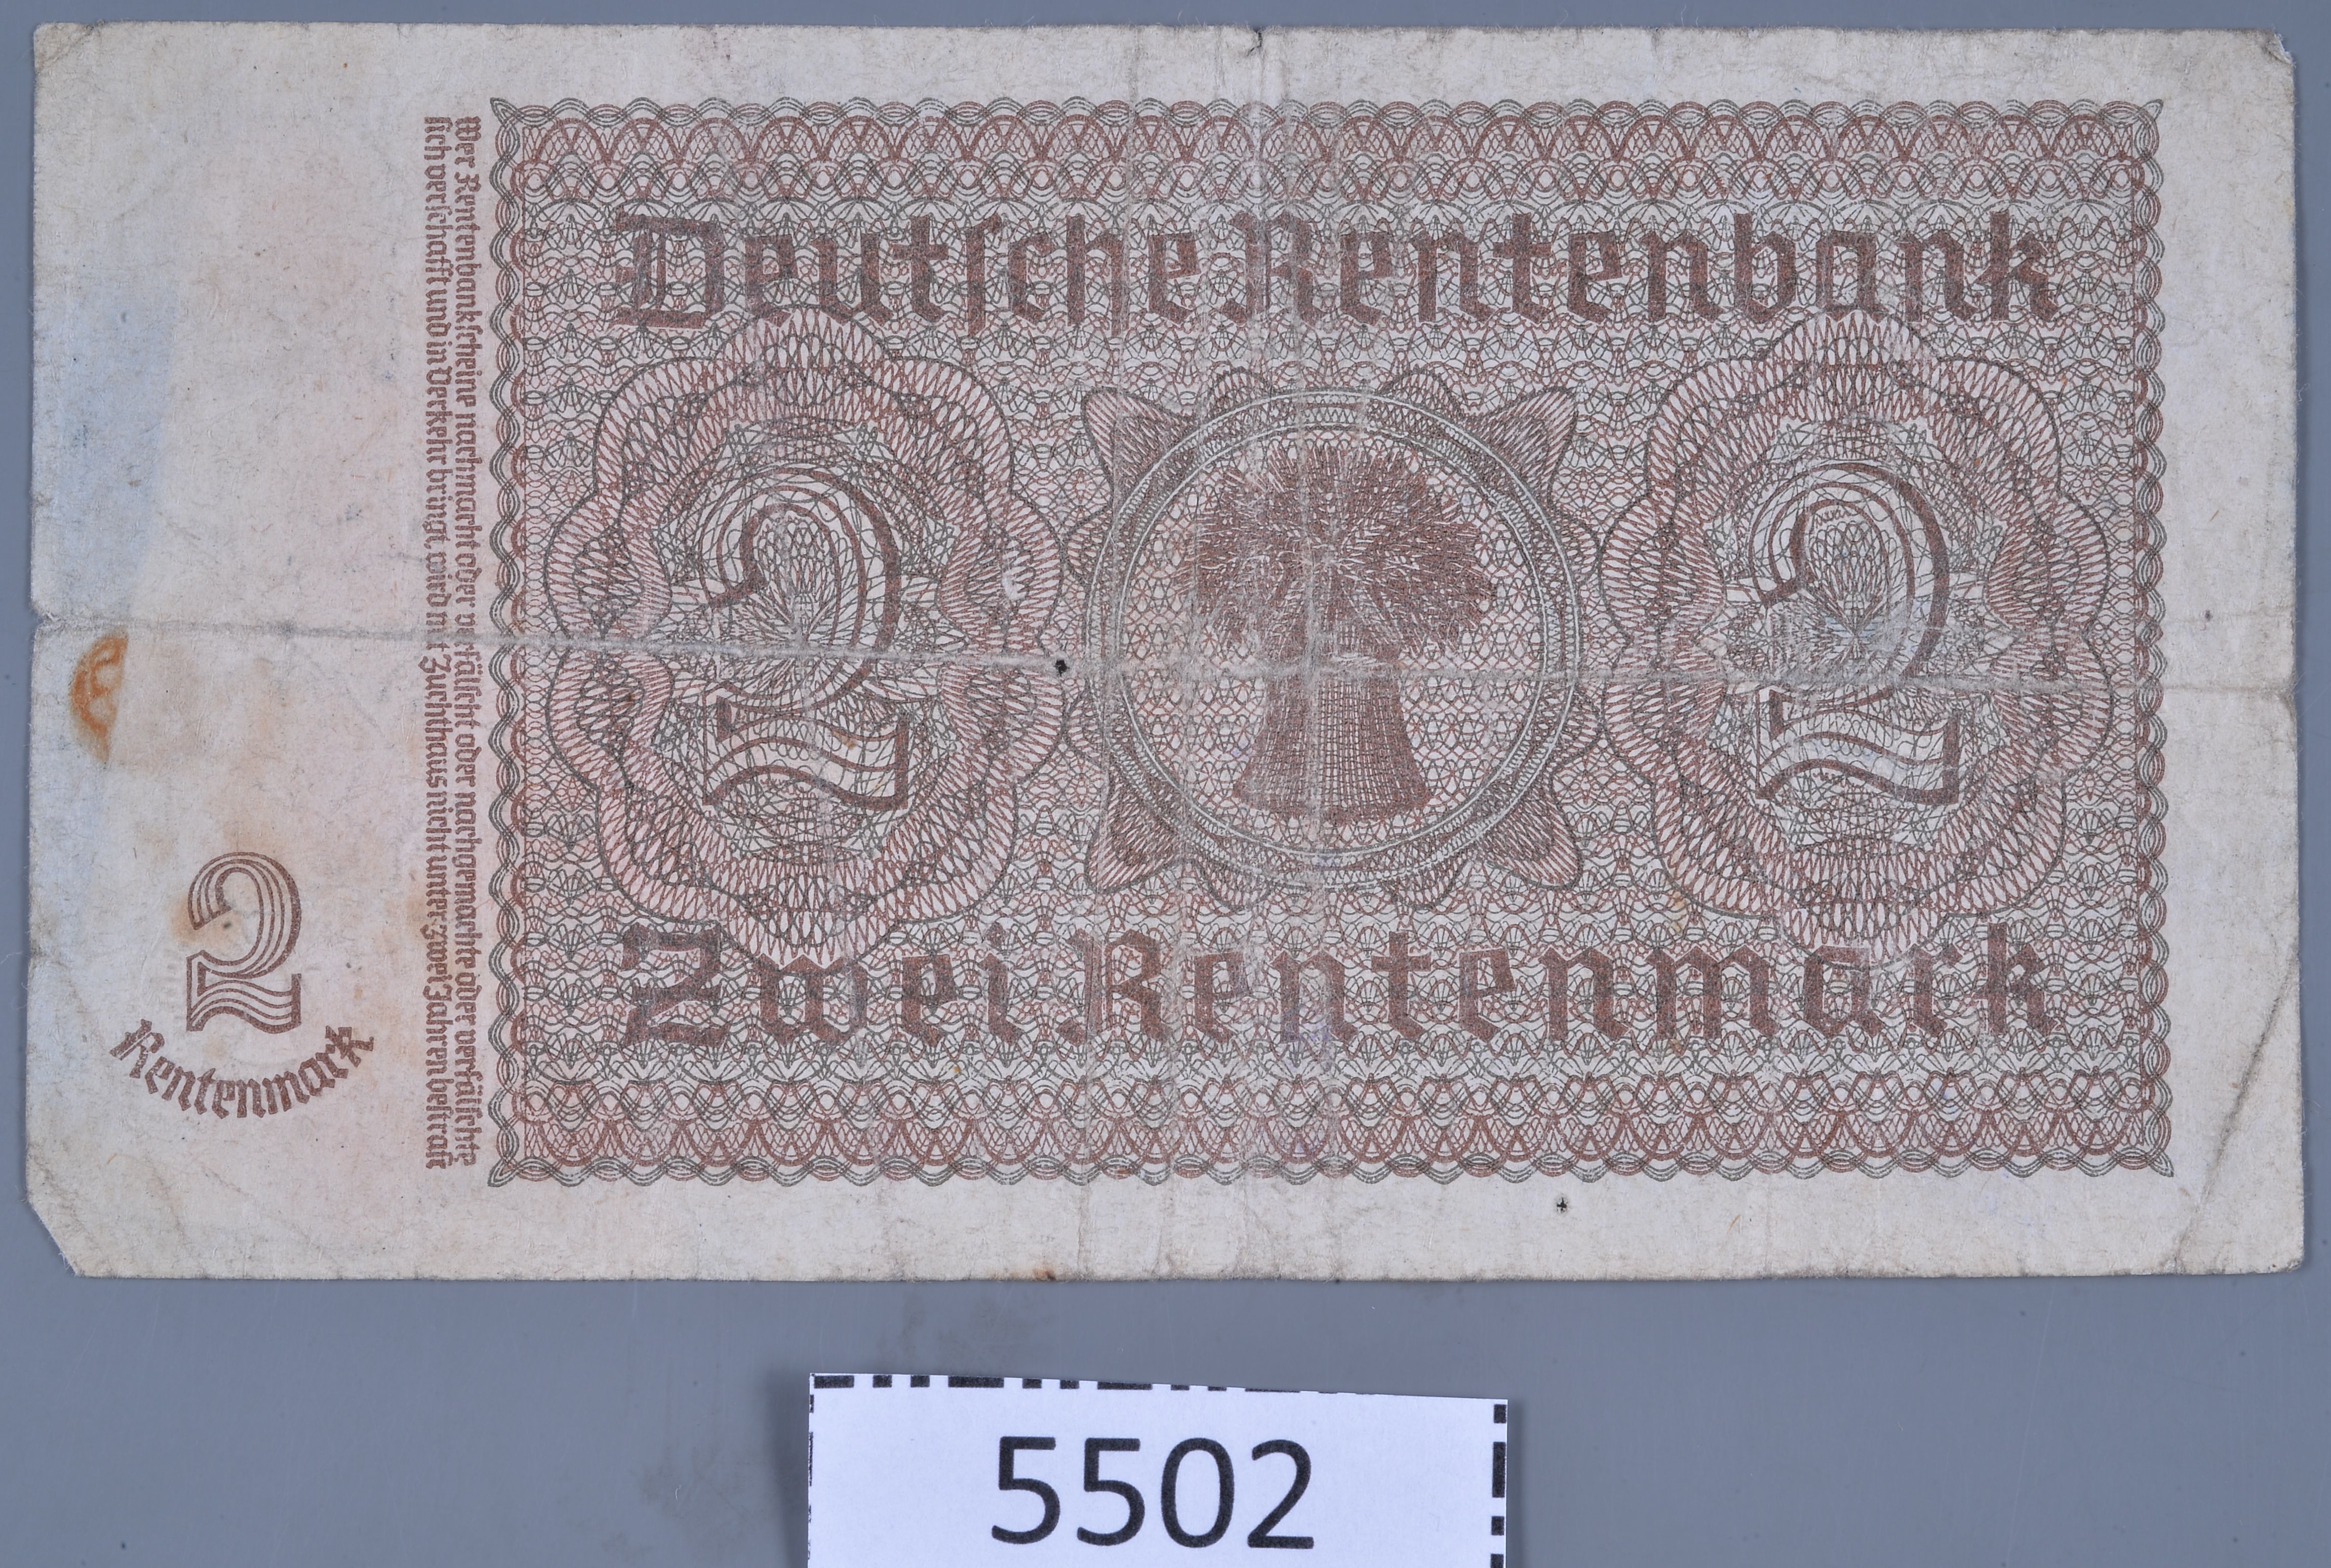 Deutsche Rentenbank
2
2
Zwei Rentenmark
Wer Rentenbankscheine nachmacht oder verfälscht oder nachgemachte oder verfälschte
sich verschafft und in Verkehr bringt, wird mit Zuchthaus nicht unter zwei Jahren bestraft
2
Rentenmark
5502